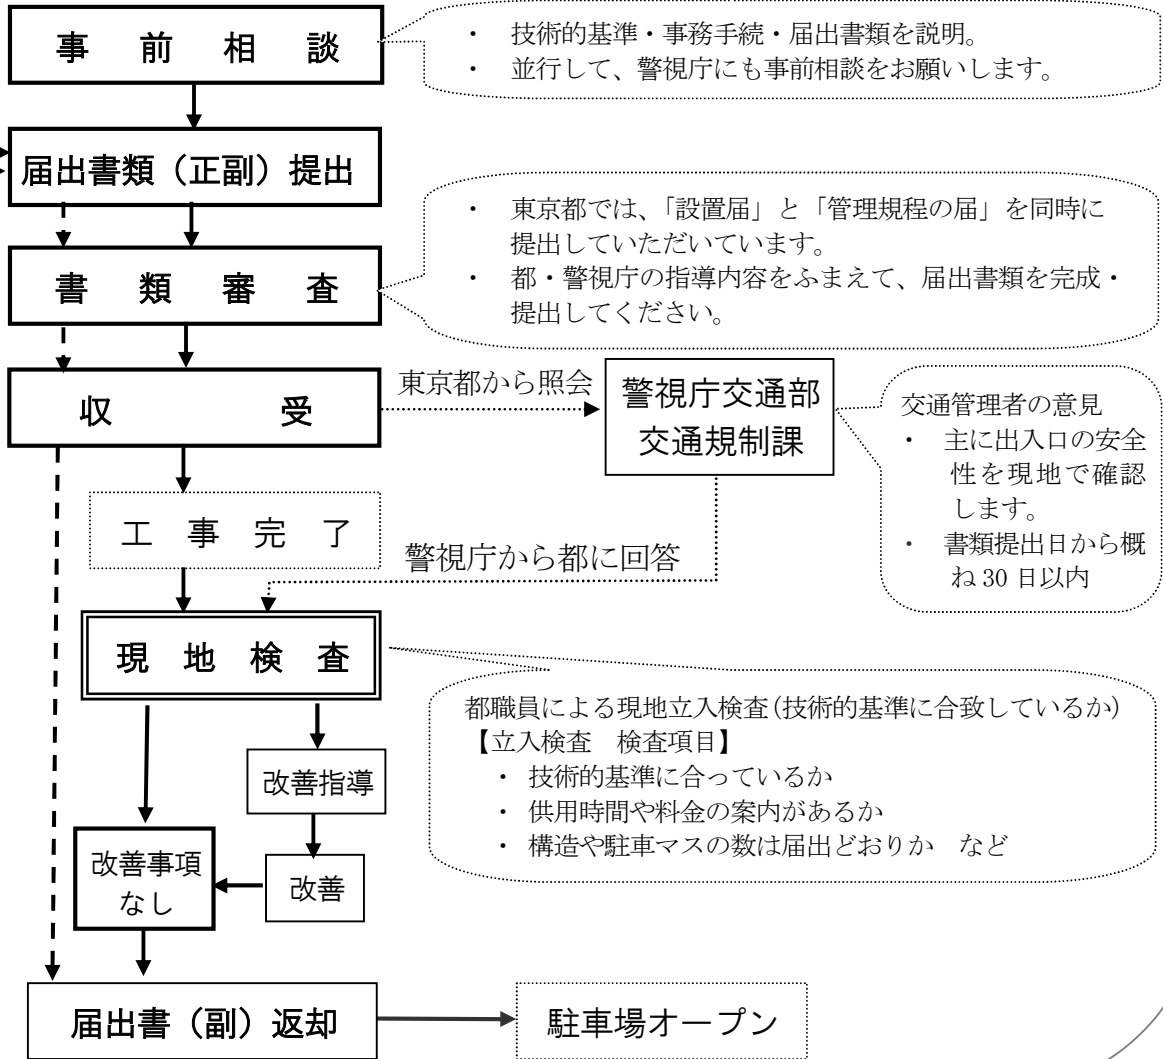 事前相談
・ 技術的基準・事務手続・届出書類を説明。
・ 並行して、警視庁にも事前相談をお願いします。
届出書類（正副）提出
・ 東京都では、「設置届」と「管理規程の届」を同時に
提出していただいています。
・ 都・警視庁の指導内容をふまえて、届出書類を完成・
提出してください。
書類審査
収受
東京都から照会
警視庁交通部
交通規制課
交通管理者の意見
・ 主に出入口の安全
性を現地で確認
します。
・ 書類提出日から概
ね30日以内
工事完了
警視庁から都に回答
現地検査
都職員による現地立入検査(技術的基準に合致しているか)
【立入検査　検査項目】
・ 技術的基準に合っているか
・ 供用時間や料金の案内があるか
・ 構造や駐車マスの数は届出どおりか　など
改善指導
改善事項
なし
改善
届出書（副）返却
駐車場オープン